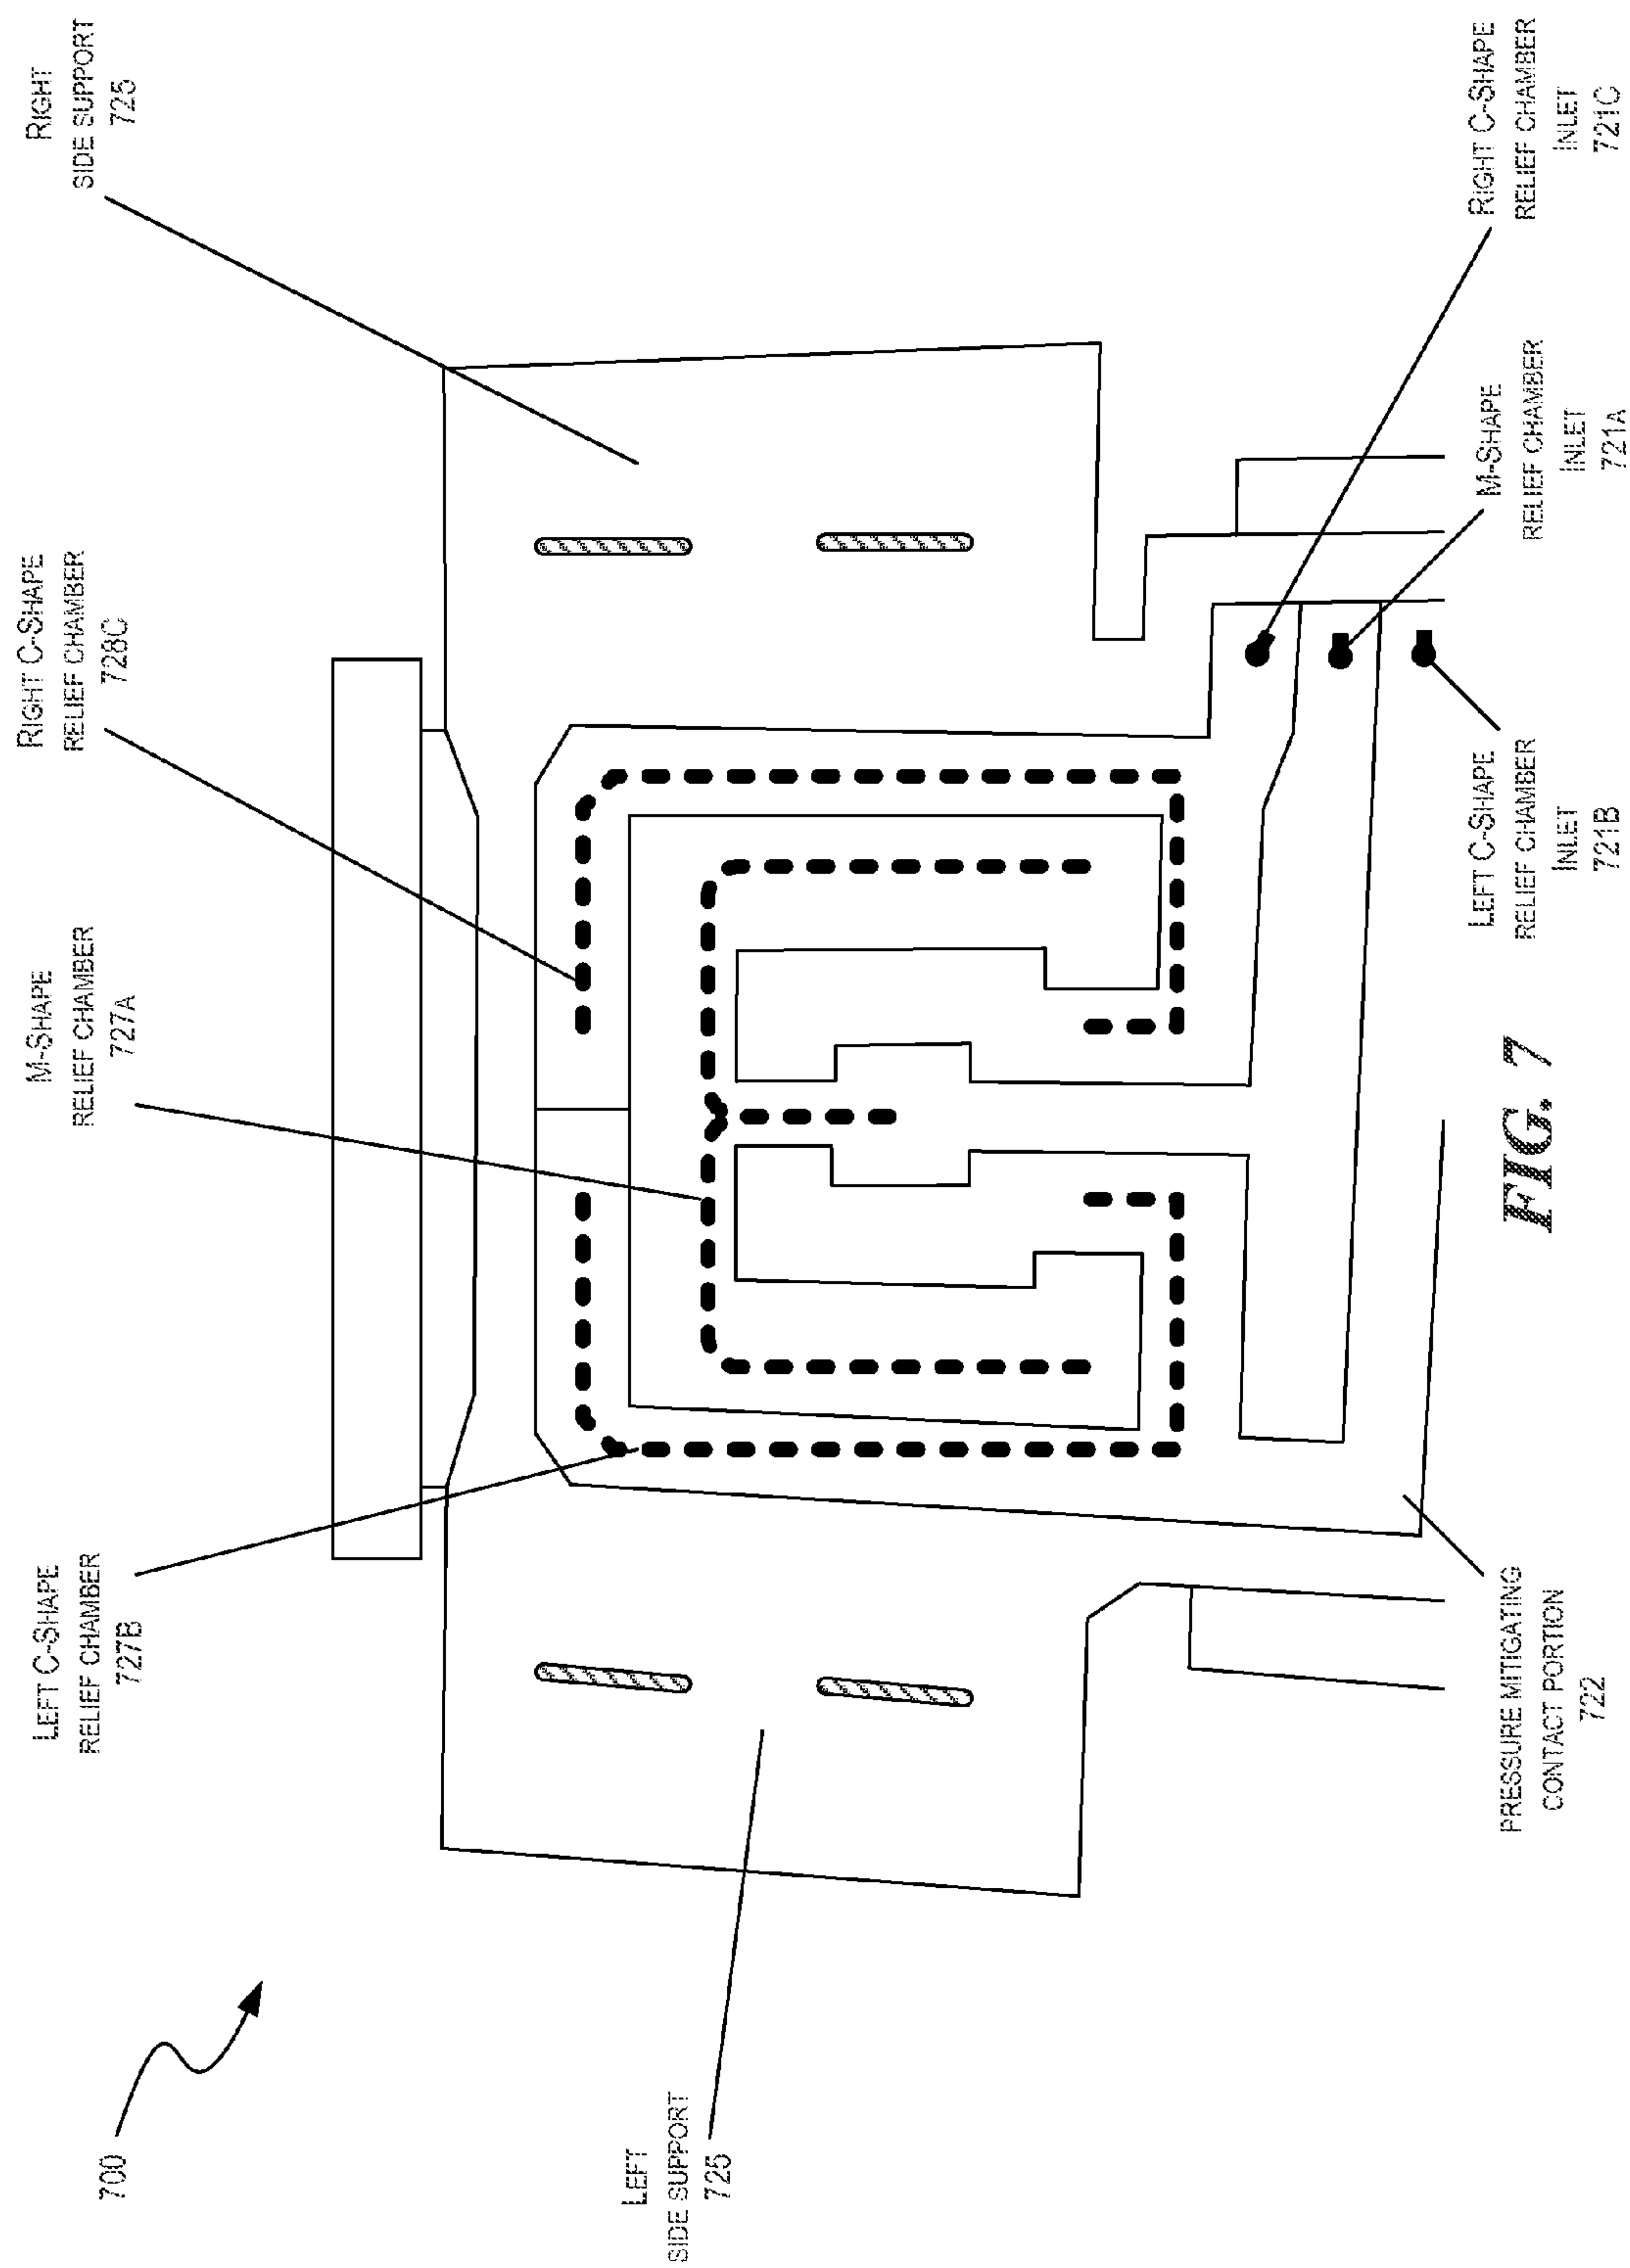 700
LEFT
SIDE SUPPORT
725
LEFT C-SHAPE
RELIEF CHAMBER
727B
M-SHAPE
RELIEF CHAMBER
727A
RIGHT C-SHAPE
RELIEF CHAMBER
728C
RIGHT
SIDE SUPPORT
725
PRESSURE MITIGATING
CONTACT PORTION
722
LEFT C-SHAPE
RELIEF CHAMBER
INLET
721B
M-SHAPE
RELIEF CHAMBER
INLET
721A
RIGHT C-SHAPE
RELIEF CHAMBER
INLET
721C
FIG. 7